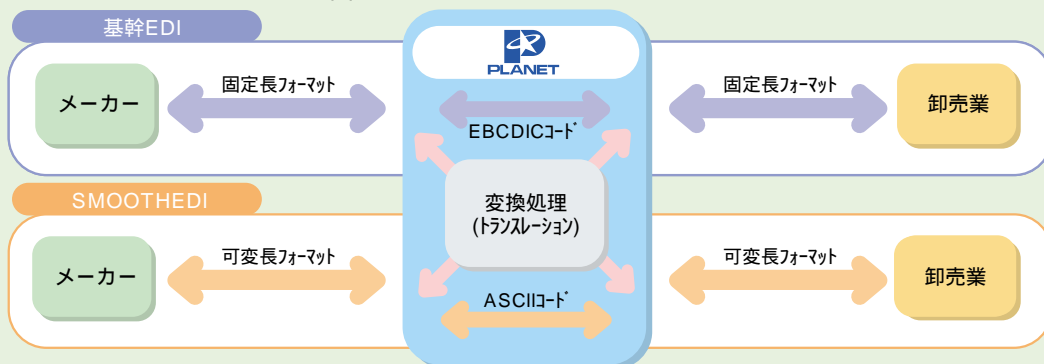 基幹EDI
PLANET
メーカー
固定長ﾌｫｰﾏｯﾄ
固定長ﾌｫｰﾏｯﾄ
卸売業
EBCDICｺｰﾄﾞ
SMOOTHEDI
変換処理
(ﾄﾗﾝｽﾚｰｼｮﾝ)
メーカー
可変長ﾌｫｰﾏｯﾄ
可変長ﾌｫｰﾏｯﾄ
卸売業
ASCIIｺｰﾄﾞ